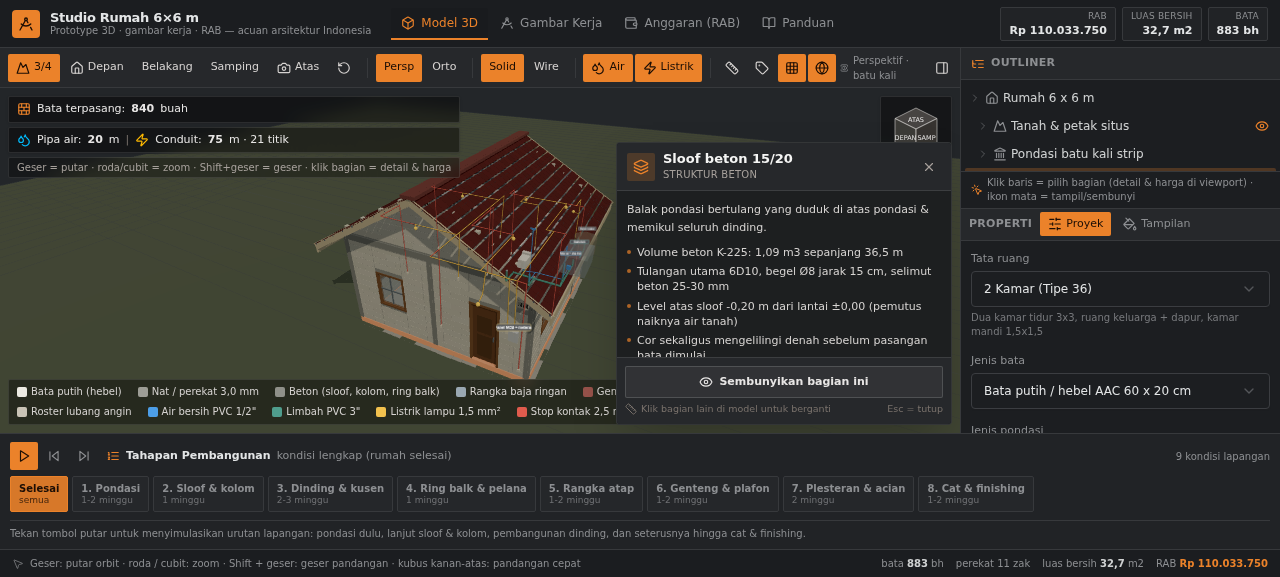 Studio Rumah 6×6 m
Prototype 3D · gambar kerja · RAB — acuan arsitektur Indonesia
Model 3D
Gambar Kerja
Anggaran (RAB)
Panduan
RAB
Rp 110.033.750
LUAS BERSIH
32,7 m2
BATA
883 bh
3/4
Depan
Belakang
Samping
Atas
Persp
Orto
Solid
Wire
Air
Listrik
Perspektif ·
batu kali
Bata terpasang: 840 buah
Pipa air: 20 m | Conduit: 75 m · 21 titik
Geser = putar · roda/cubit = zoom · Shift+geser = geser · klik bagian = detail & harga
ATAS
DEPAN
SAMP
Sloof beton 15/20
STRUKTUR BETON
Balak pondasi bertulang yang duduk di atas pondasi &
memikul seluruh dinding.
• Volume beton K-225: 1,09 m3 sepanjang 36,5 m
• Tulangan utama 6D10, begel Ø8 jarak 15 cm, selimut
beton 25-30 mm
• Level atas sloof -0,20 m dari lantai ±0,00 (pemutus
naiknya air tanah)
• Cor sekaligus mengelilingi denah sebelum pasangan
bata dimulai
Sembunyikan bagian ini
Klik bagian lain di model untuk berganti
Esc = tutup
Bata putih (hebel)
Nat / perekat 3,0 mm
Beton (sloof, kolom, ring balk)
Rangka baja ringan
Gen
Roster lubang angin
Air bersih PVC 1/2"
Limbah PVC 3"
Listrik lampu 1,5 mm²
Stop kontak 2,5
OUTLINER
Rumah 6 x 6 m
Tanah & petak situs
Pondasi batu kali strip
Klik baris = pilih bagian (detail & harga di viewport) ·
ikon mata = tampil/sembunyi
PROPERTI
Proyek
Tampilan
Tata ruang
2 Kamar (Tipe 36)
Dua kamar tidur 3x3, ruang keluarga + dapur, kamar
mandi 1,5x1,5
Jenis bata
Bata putih / hebel AAC 60 x 20 cm
Jenis pondasi
Tahapan Pembangunan kondisi lengkap (rumah selesai)
9 kondisi lapangan
Selesai
semua
1. Pondasi
1-2 minggu
2. Sloof & kolom
1 minggu
3. Dinding & kusen
2-3 minggu
4. Ring balk & pelana
1 minggu
5. Rangka atap
1-2 minggu
6. Genteng & plafon
1-2 minggu
7. Plesteran & acian
2 minggu
8. Cat & finishing
1-2 minggu
Tekan tombol putar untuk menyimulasikan urutan lapangan: pondasi dulu, lanjut sloof & kolom, pembangunan dinding, dan seterusnya hingga cat & finishing.
Geser: putar orbit · roda / cubit: zoom · Shift + geser: geser pandangan · kubus kanan-atas: pandangan cepat
bata 883 bh
perekat 11 zak
luas bersih 32,7 m2
RAB Rp 110.033.750